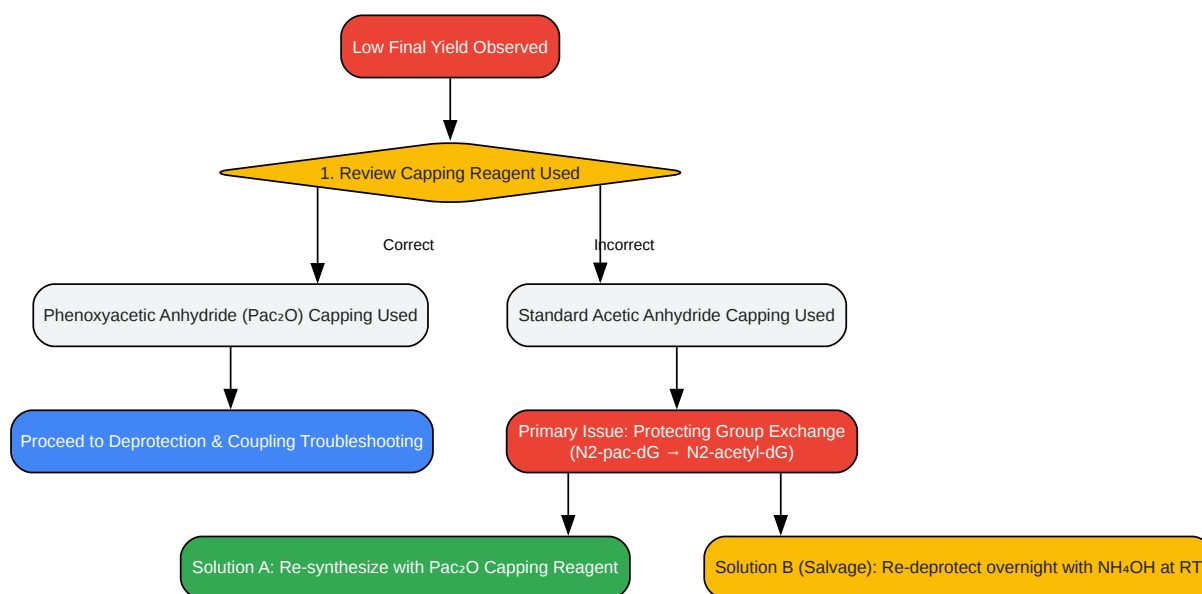 Low Final Yield Observed
1. Review Capping Reagent Used
Correct
Incorrect
Phenoxyacetic Anhydride (Pac₂O) Capping Used
Standard Acetic Anhydride Capping Used
Proceed to Deprotection & Coupling Troubleshooting
Primary Issue: Protecting Group Exchange
(N2-pac-dG → N2-acetyl-dG)
Solution A: Re-synthesize with Pac₂O Capping Reagent
Solution B (Salvage): Re-deprotect overnight with NH₄OH at RT